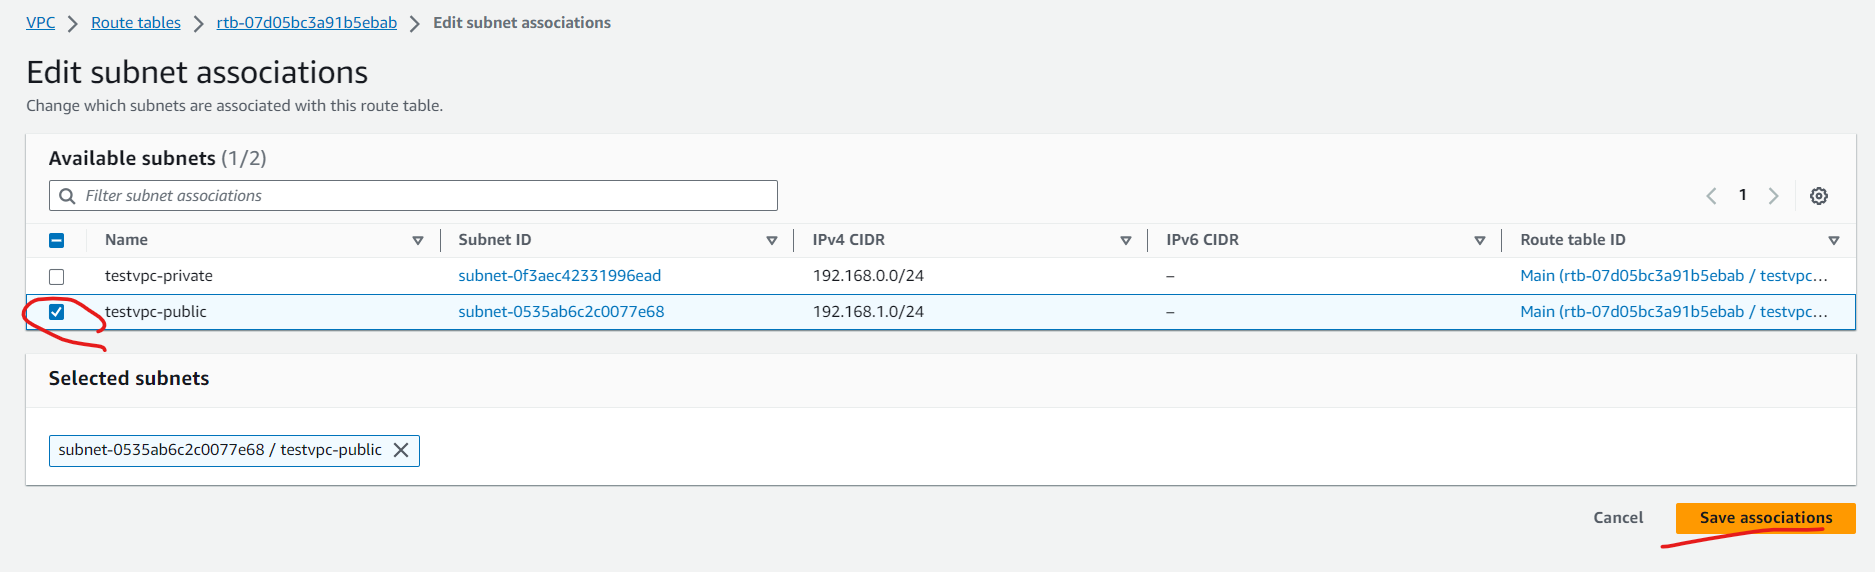 VPC > Route tables > rtb-07d05bc3a91b5ebab > Edit subnet associations
Edit subnet associations
Change which subnets are associated with this route table.
Available subnets (1/2)
Filter subnet associations
1
Name Subnet ID IPv4 CIDR IPv6 CIDR Route table ID
testvpc-private subnet-0f3aec42331996ead 192.168.0.0/24 – Main (rtb-07d05bc3a91b5ebab / testvpc...
testvpc-public subnet-0535ab6c2c0077e68 192.168.1.0/24 – Main (rtb-07d05bc3a91b5ebab / testvpc...
Selected subnets
subnet-0535ab6c2c0077e68 / testvpc-public
Cancel Save associations